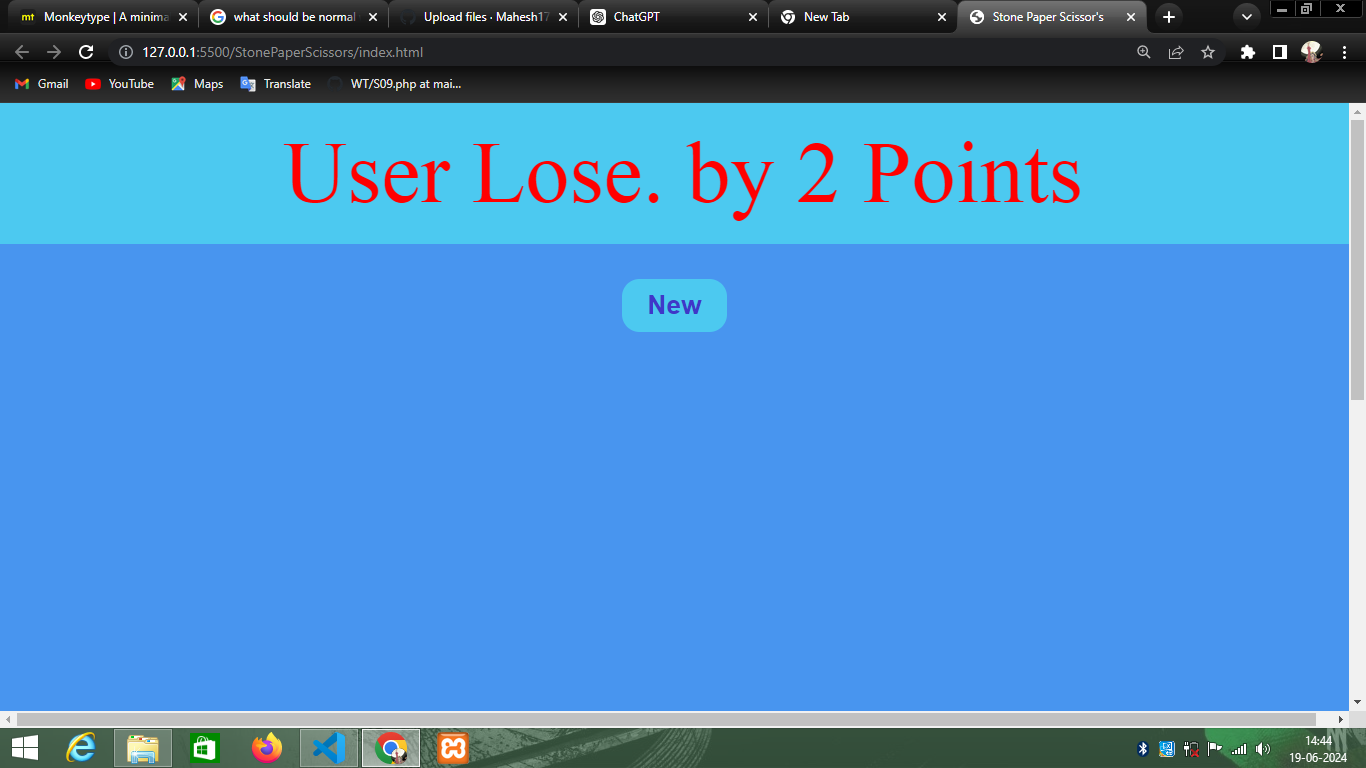 mt Monkeytype | A minima
what should be normal
Upload files · Mahesh17
ChatGPT
New Tab
Stone Paper Scissor's
127.0.0.1:5500/StonePaperScissors/index.html
Gmail
YouTube
Maps
Translate
WT/S09.php at mai...
User Lose. by 2 Points
New
14:44
19-06-2024